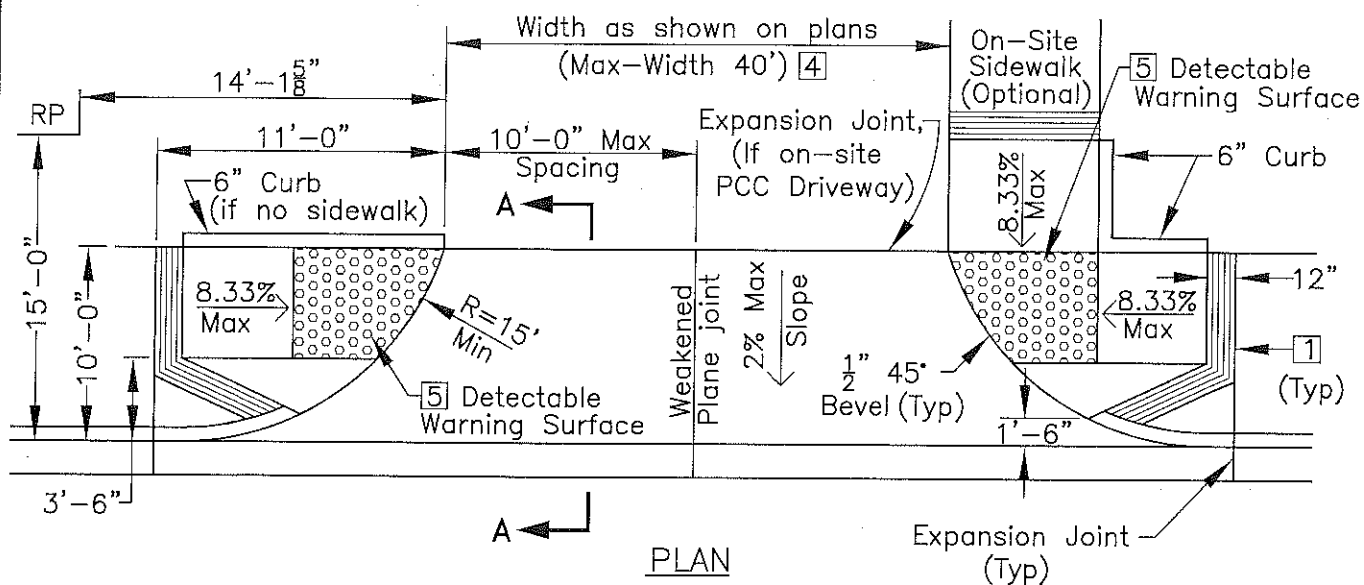 Width as shown on plans
(Max-Width 40') 4
On-Site
Sidewalk
(Optional)
5 Detectable
Warning Surface
14'-1 5/8"
RP
11'-0"
10'-0" Max
Spacing
Expansion Joint,
(If on-site
PCC Driveway)
6" Curb
6" Curb
(if no sidewalk)
A
8.33%
Max
15'-0"
10'-0"
8.33%
Max
R=15'
Min
Weakened
Plane joint
2% Max
Slope
8.33%
Max
12"
1
(Typ)
1/2" 45°
Bevel (Typ)
5 Detectable
Warning Surface
1'-6"
3'-6"
A
PLAN
Expansion Joint
(Typ)